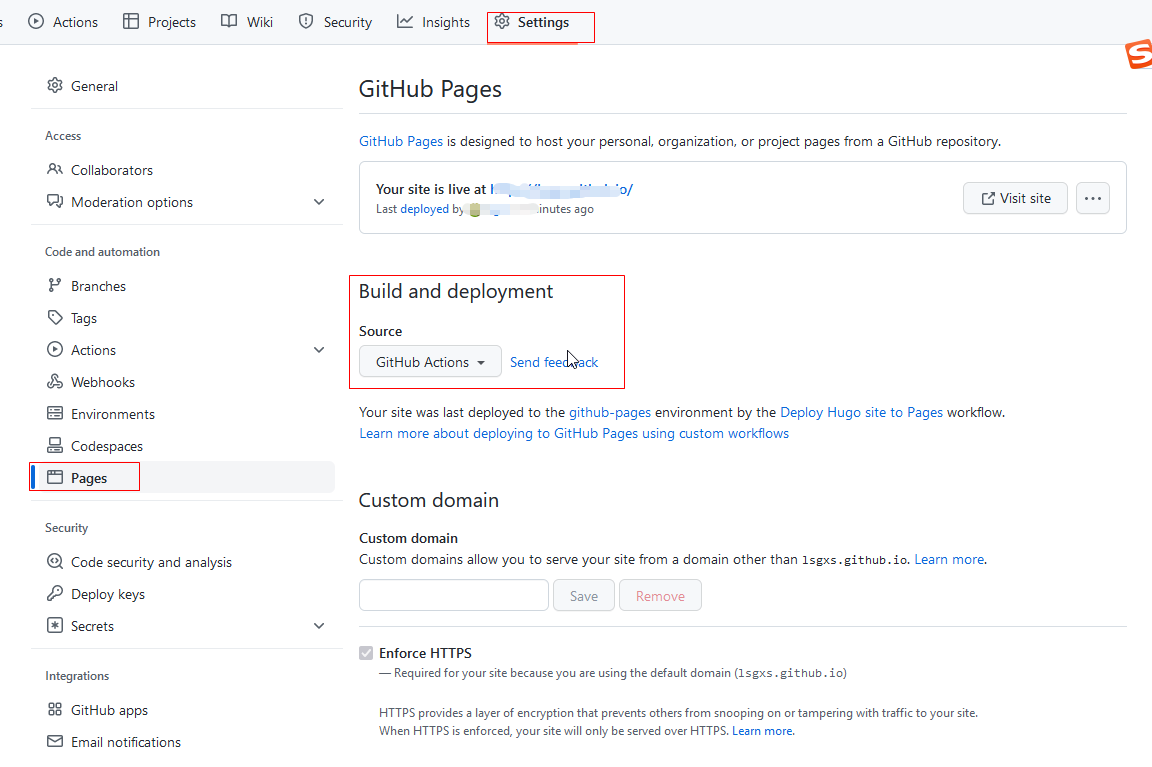 s Actions Projects Wiki Security Insights Settings
S
General
Access
Collaborators
Moderation options
Code and automation
Branches
Tags
Actions
Webhooks
Environments
Codespaces
Pages
Security
Code security and analysis
Deploy keys
Secrets
Integrations
GitHub apps
Email notifications
GitHub Pages
GitHub Pages is designed to host your personal, organization, or project pages from a GitHub repository.
Your site is live at
Last deployed by inutes ago
Visit site
Build and deployment
Source
GitHub Actions Send feedback
Your site was last deployed to the github-pages environment by the Deploy Hugo site to Pages workflow.
Learn more about deploying to GitHub Pages using custom workflows
Custom domain
Custom domain
Custom domains allow you to serve your site from a domain other than lsgxs.github.io. Learn more.
Save Remove
Enforce HTTPS
— Required for your site because you are using the default domain (lsgxs.github.io)
HTTPS provides a layer of encryption that prevents others from snooping on or tampering with traffic to your site.
When HTTPS is enforced, your site will only be served over HTTPS. Learn more.